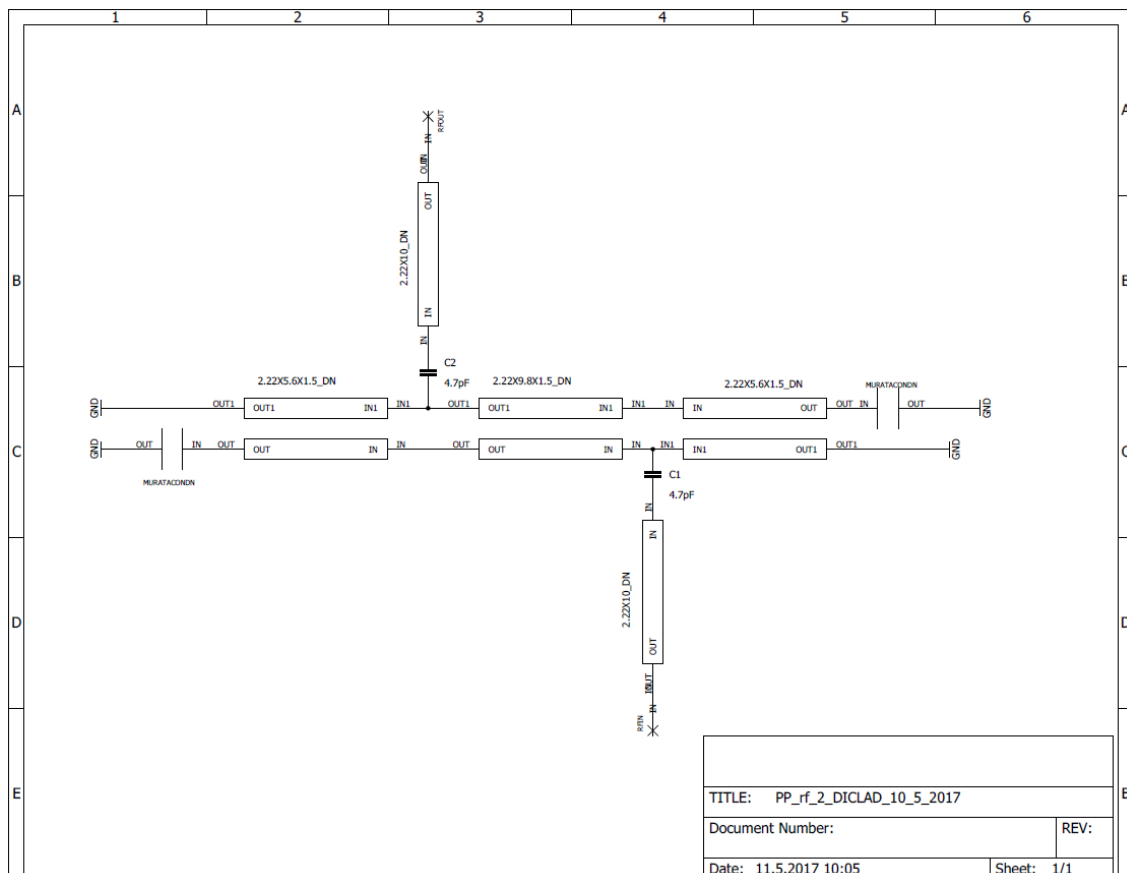 1 2 3 4 5 6
A A
RFOUT
IN
OUT
OUT
2.22X10_DN
B
IN
IN
C2
4.7pF
2.22X5.6X1.5_DN 2.22X9.8X1.5_DN 2.22X5.6X1.5_DN MURATACONDN
GND OUT1 OUT1 IN1 IN1 OUT1 OUT1 IN1 IN1 IN IN OUT OUT IN OUT GND
C GND OUT IN OUT OUT IN IN OUT OUT IN IN IN1 IN1 OUT1 OUT1 GND C
MURATACONDN
C1
4.7pF
IN
IN
2.22X10_DN
D D
OUT
IN
RFIN
E
TITLE: PP_rf_2_DICLAD_10_5_2017
Document Number: REV:
Date: 11.5.2017 10:05 Sheet: 1/1